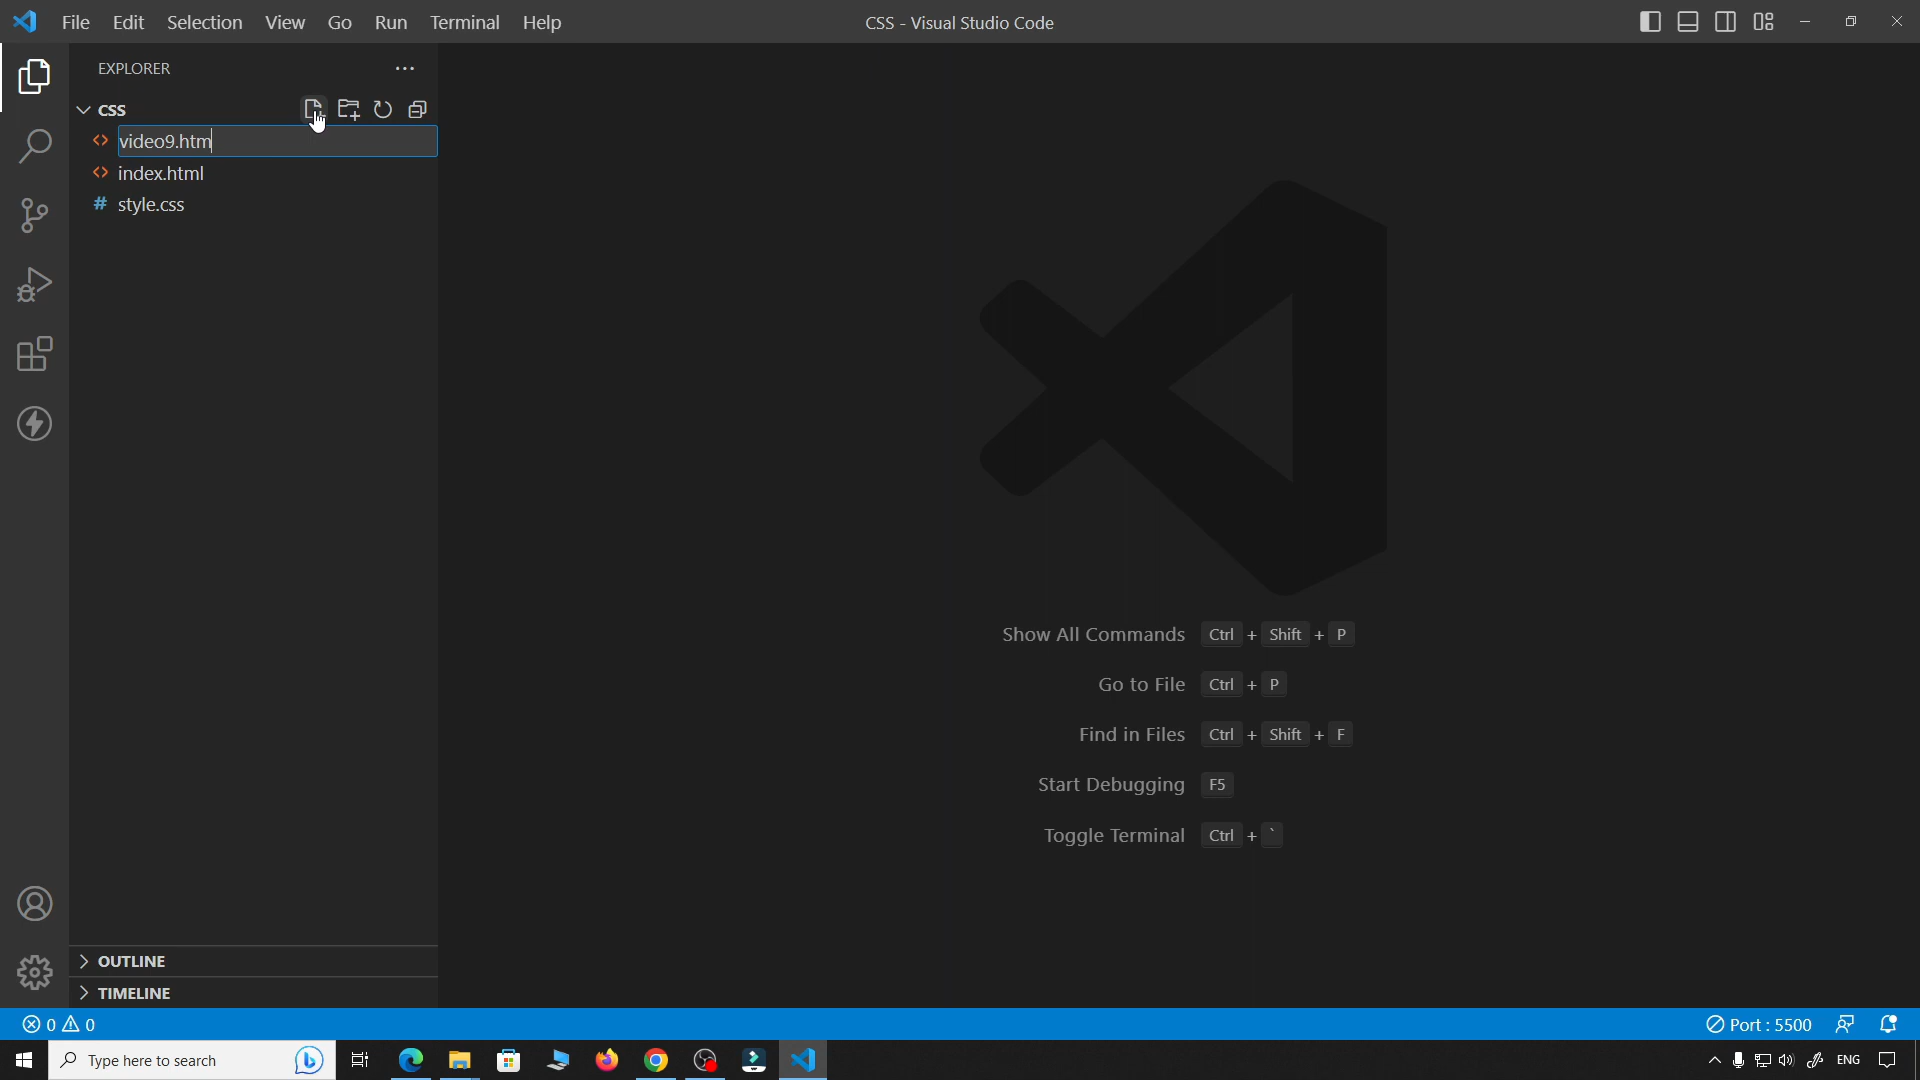 File Edit Selection View Go Run Terminal Help
CSS - Visual Studio Code
EXPLORER
CSS
video9.htm
index.html
style.css
Show All Commands Ctrl + Shift + P
Go to File Ctrl + P
Find in Files Ctrl + Shift + F
Start Debugging F5
Toggle Terminal Ctrl + `
OUTLINE
TIMELINE
0 0
Port : 5500
Type here to search
ENG